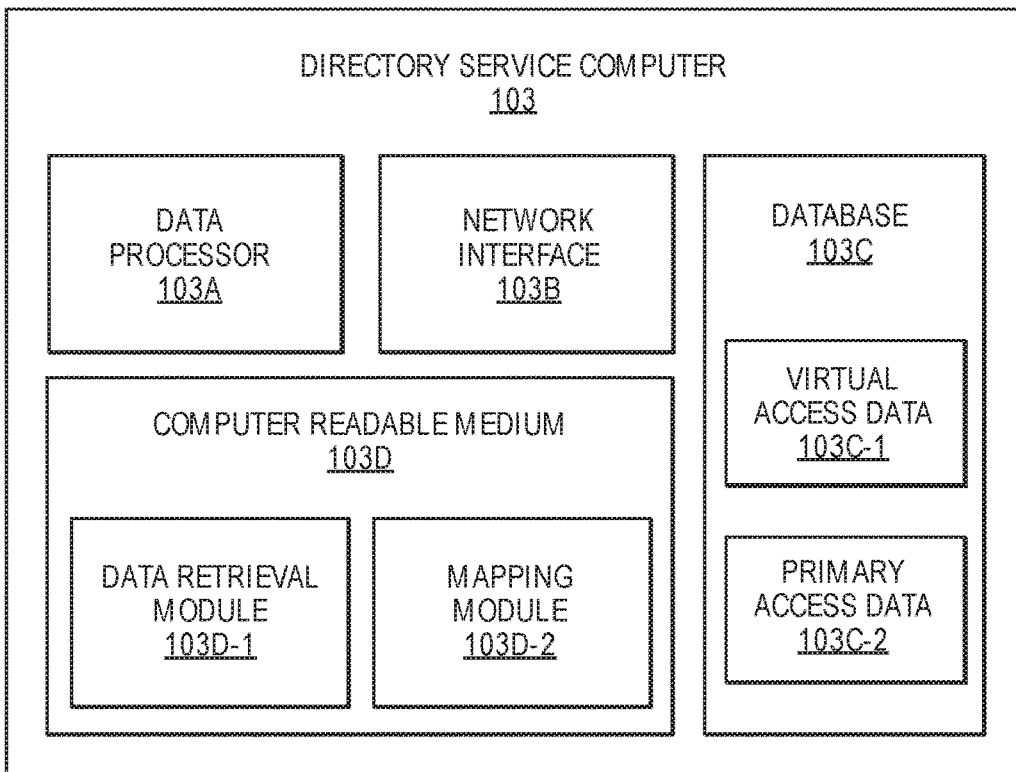 DIRECTORY SERVICE COMPUTER
103
DATA
PROCESSOR
103A
NETWORK
INTERFACE
103B
DATABASE
103C
VIRTUAL
ACCESS DATA
103C-1
PRIMARY
ACCESS DATA
103C-2
COMPUTER READABLE MEDIUM
103D
DATA RETRIEVAL
MODULE
103D-1
MAPPING
MODULE
103D-2